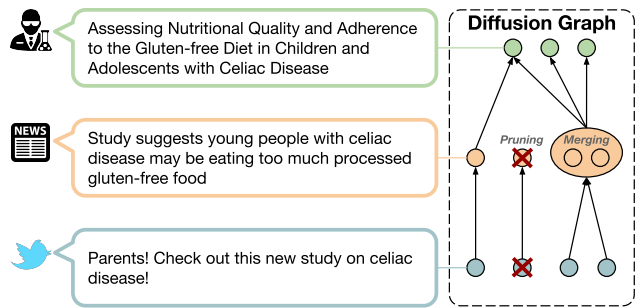 Diffusion Graph
Assessing Nutritional Quality and Adherence
to the Gluten-free Diet in Children and
Adolescents with Celiac Disease
NEWS
Study suggests young people with celiac
disease may be eating too much processed
gluten-free food
Pruning
Merging
Parents! Check out this new study on celiac
disease!